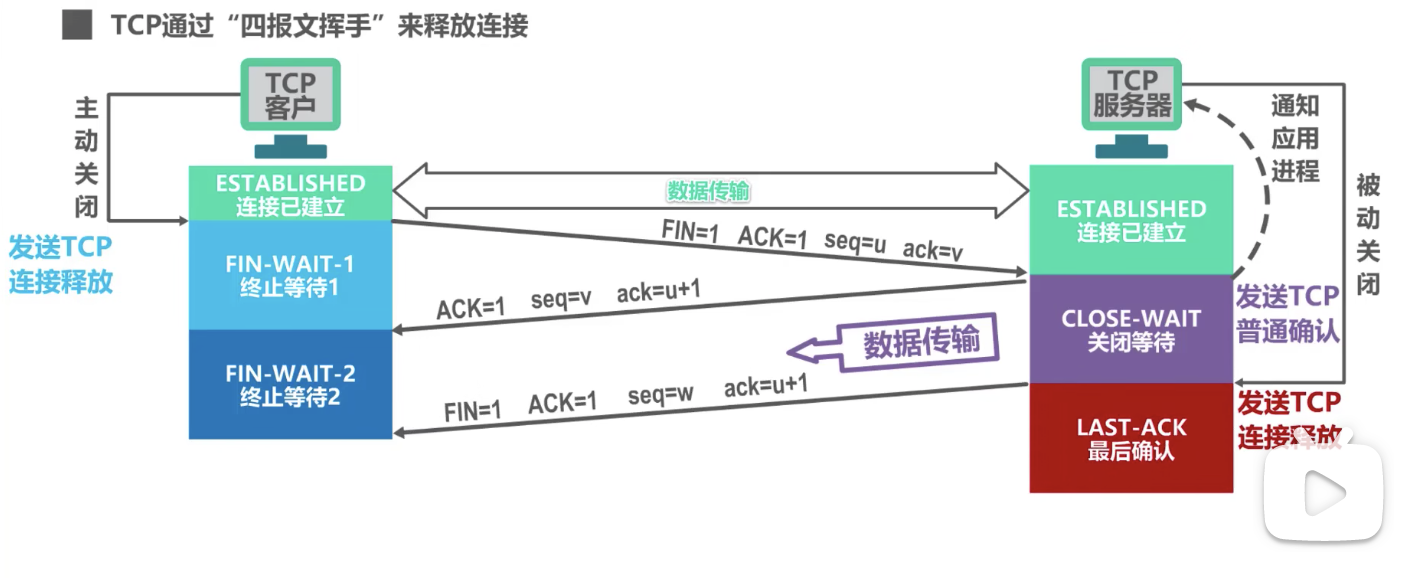 TCP通过“四报文挥手”来释放连接
TCP
客户
TCP
服务器
主动关闭
通知
应用
进程
ESTABLISHED
连接已建立
数据传输
ESTABLISHED
连接已建立
被动关闭
发送TCP
连接释放
FIN=1 ACK=1 seq=u ack=v
FIN-WAIT-1
终止等待1
ACK=1 seq=v ack=u+1
发送TCP
普通确认
CLOSE-WAIT
关闭等待
数据传输
FIN-WAIT-2
终止等待2
FIN=1 ACK=1 seq=w ack=u+1
发送TCP
连接释放
LAST-ACK
最后确认